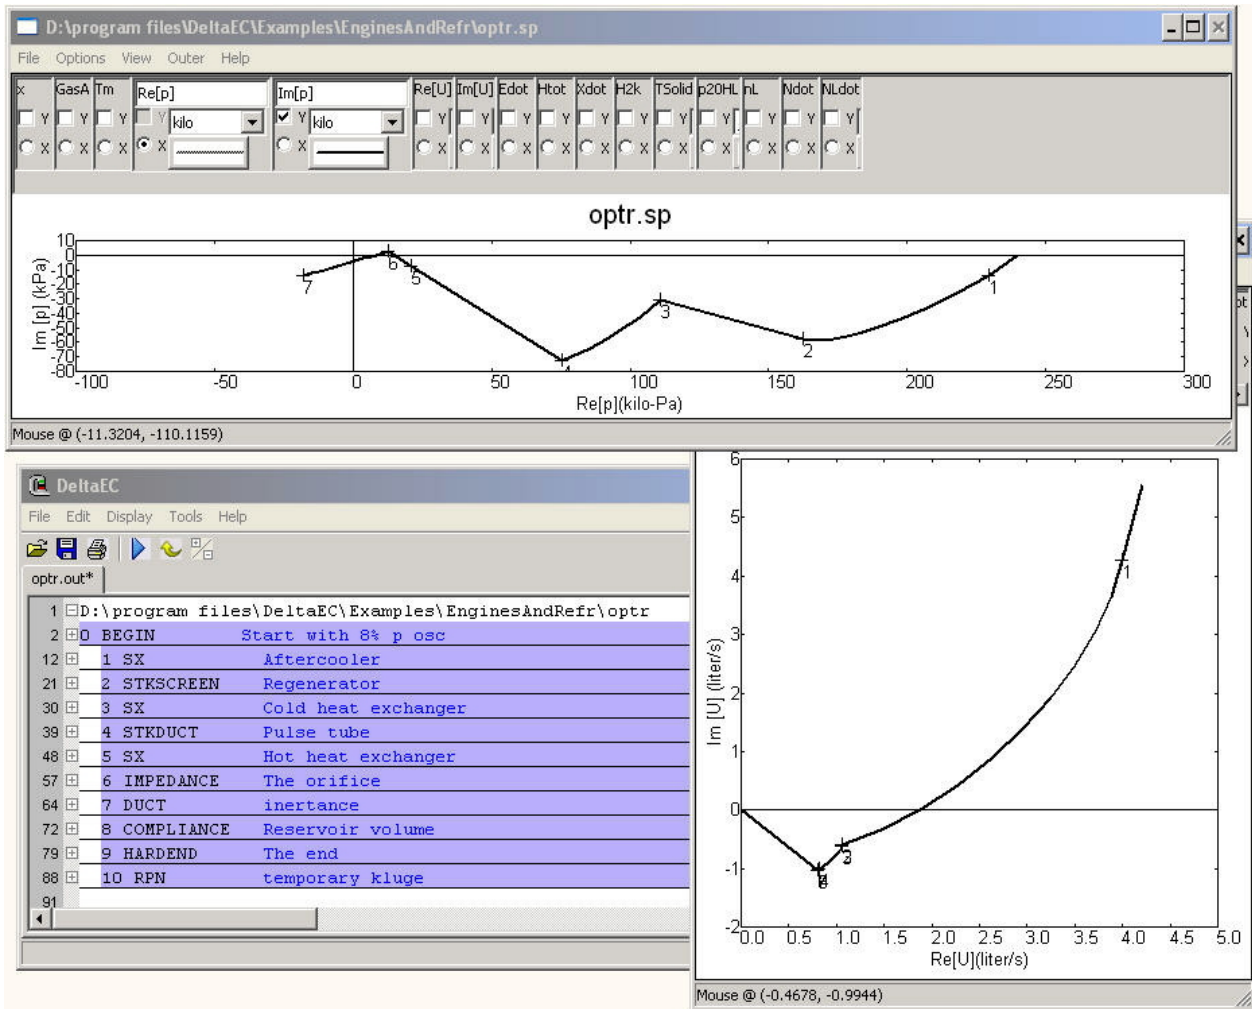 D:\program files\DeltaEC\Examples\EnginesAndRefr\optr.sp
File Options View Outer Help
x GasA Tm Re[p] Im[p] Re[U] Im[U] Edot Htot Xdot H2k TSolid p20HL nL Ndot NLdot
Y Y Y Y kilo Y kilo Y Y Y Y Y Y Y Y Y Y Y
X X X X X X X X X X X X X X X X
optr.sp
10
0
-10
-20
-30
-40
-50
-60
-70
-80
Im [p] (kPa)
7 6 5 3 2 1
-100 -50 0 50 100 150 200 250 300
Re[p](kilo-Pa)
Mouse @ (-11.3204, -110.1159)
DeltaEC
File Edit Display Tools Help
optr.out*
1 D:\program files\DeltaEC\Examples\EnginesAndRefr\optr
2 0 BEGIN Start with 8% p osc
12 1 SX Aftercooler
21 2 STKSCREEN Regenerator
30 3 SX Cold heat exchanger
39 4 STKDUCT Pulse tube
48 5 SX Hot heat exchanger
57 6 IMPEDANCE The orifice
64 7 DUCT inertance
72 8 COMPLIANCE Reservoir volume
79 9 HARDEND The end
88 10 RPN temporary kluge
91
6
5
4
3
2
1
0
-1
-2
Im [U] (liter/s)
1
0.0 0.5 1.0 1.5 2.0 2.5 3.0 3.5 4.0 4.5 5.0
Re[U](liter/s)
Mouse @ (-0.4678, -0.9944)